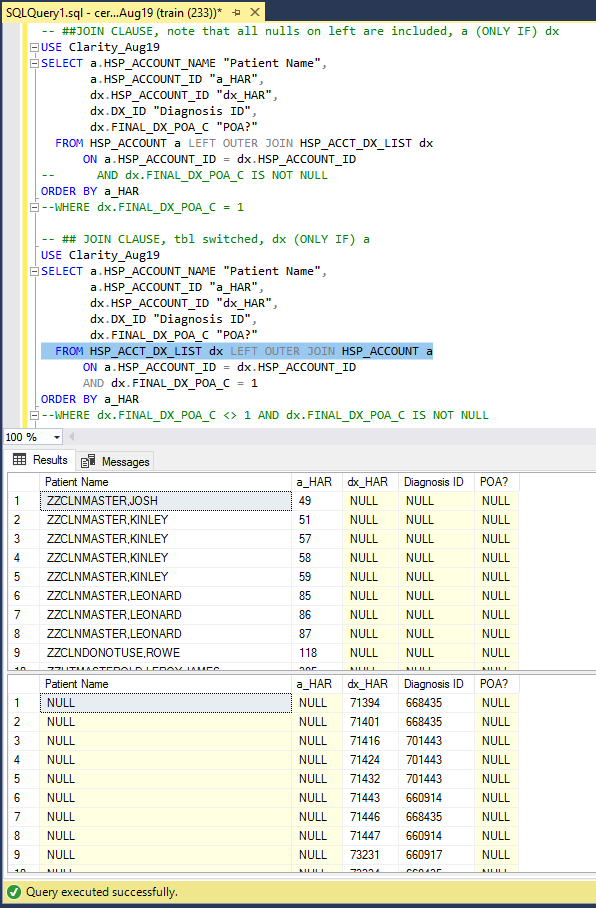 SQLQuery1.sql - cer...Aug19 (train (233))*
-- ##JOIN CLAUSE, note that all nulls on left are included, a (ONLY IF) dx
USE Clarity_Aug19
SELECT a.HSP_ACCOUNT_NAME "Patient Name",
a.HSP_ACCOUNT_ID "a_HAR",
dx.HSP_ACCOUNT_ID "dx_HAR",
dx.DX_ID "Diagnosis ID",
dx.FINAL_DX_POA_C "POA?"
FROM HSP_ACCOUNT a LEFT OUTER JOIN HSP_ACCT_DX_LIST dx
ON a.HSP_ACCOUNT_ID = dx.HSP_ACCOUNT_ID
-- AND dx.FINAL_DX_POA_C IS NOT NULL
ORDER BY a_HAR
--WHERE dx.FINAL_DX_POA_C = 1
-- ## JOIN CLAUSE, tbl switched, dx (ONLY IF) a
USE Clarity_Aug19
SELECT a.HSP_ACCOUNT_NAME "Patient Name",
a.HSP_ACCOUNT_ID "a_HAR",
dx.HSP_ACCOUNT_ID "dx_HAR",
dx.DX_ID "Diagnosis ID",
dx.FINAL_DX_POA_C "POA?"
FROM HSP_ACCT_DX_LIST dx LEFT OUTER JOIN HSP_ACCOUNT a
ON a.HSP_ACCOUNT_ID = dx.HSP_ACCOUNT_ID
AND dx.FINAL_DX_POA_C = 1
ORDER BY a_HAR
--WHERE dx.FINAL_DX_POA_C <> 1 AND dx.FINAL_DX_POA_C IS NOT NULL
100 %
Results Messages
Patient Name a_HAR dx_HAR Diagnosis ID POA?
1 ZZCLNMASTER,JOSH 49 NULL NULL NULL
2 ZZCLNMASTER,KINLEY 51 NULL NULL NULL
3 ZZCLNMASTER,KINLEY 57 NULL NULL NULL
4 ZZCLNMASTER,KINLEY 58 NULL NULL NULL
5 ZZCLNMASTER,KINLEY 59 NULL NULL NULL
6 ZZCLNMASTER,LEONARD 85 NULL NULL NULL
7 ZZCLNMASTER,LEONARD 86 NULL NULL NULL
8 ZZCLNMASTER,LEONARD 87 NULL NULL NULL
9 ZZCLNDONOTUSE,ROWE 118 NULL NULL NULL
Patient Name a_HAR dx_HAR Diagnosis ID POA?
1 NULL NULL 71394 668435 NULL
2 NULL NULL 71401 668435 NULL
3 NULL NULL 71416 701443 NULL
4 NULL NULL 71424 701443 NULL
5 NULL NULL 71432 701443 NULL
6 NULL NULL 71443 660914 NULL
7 NULL NULL 71446 668435 NULL
8 NULL NULL 71447 660914 NULL
9 NULL NULL 73231 660917 NULL
Query executed successfully.